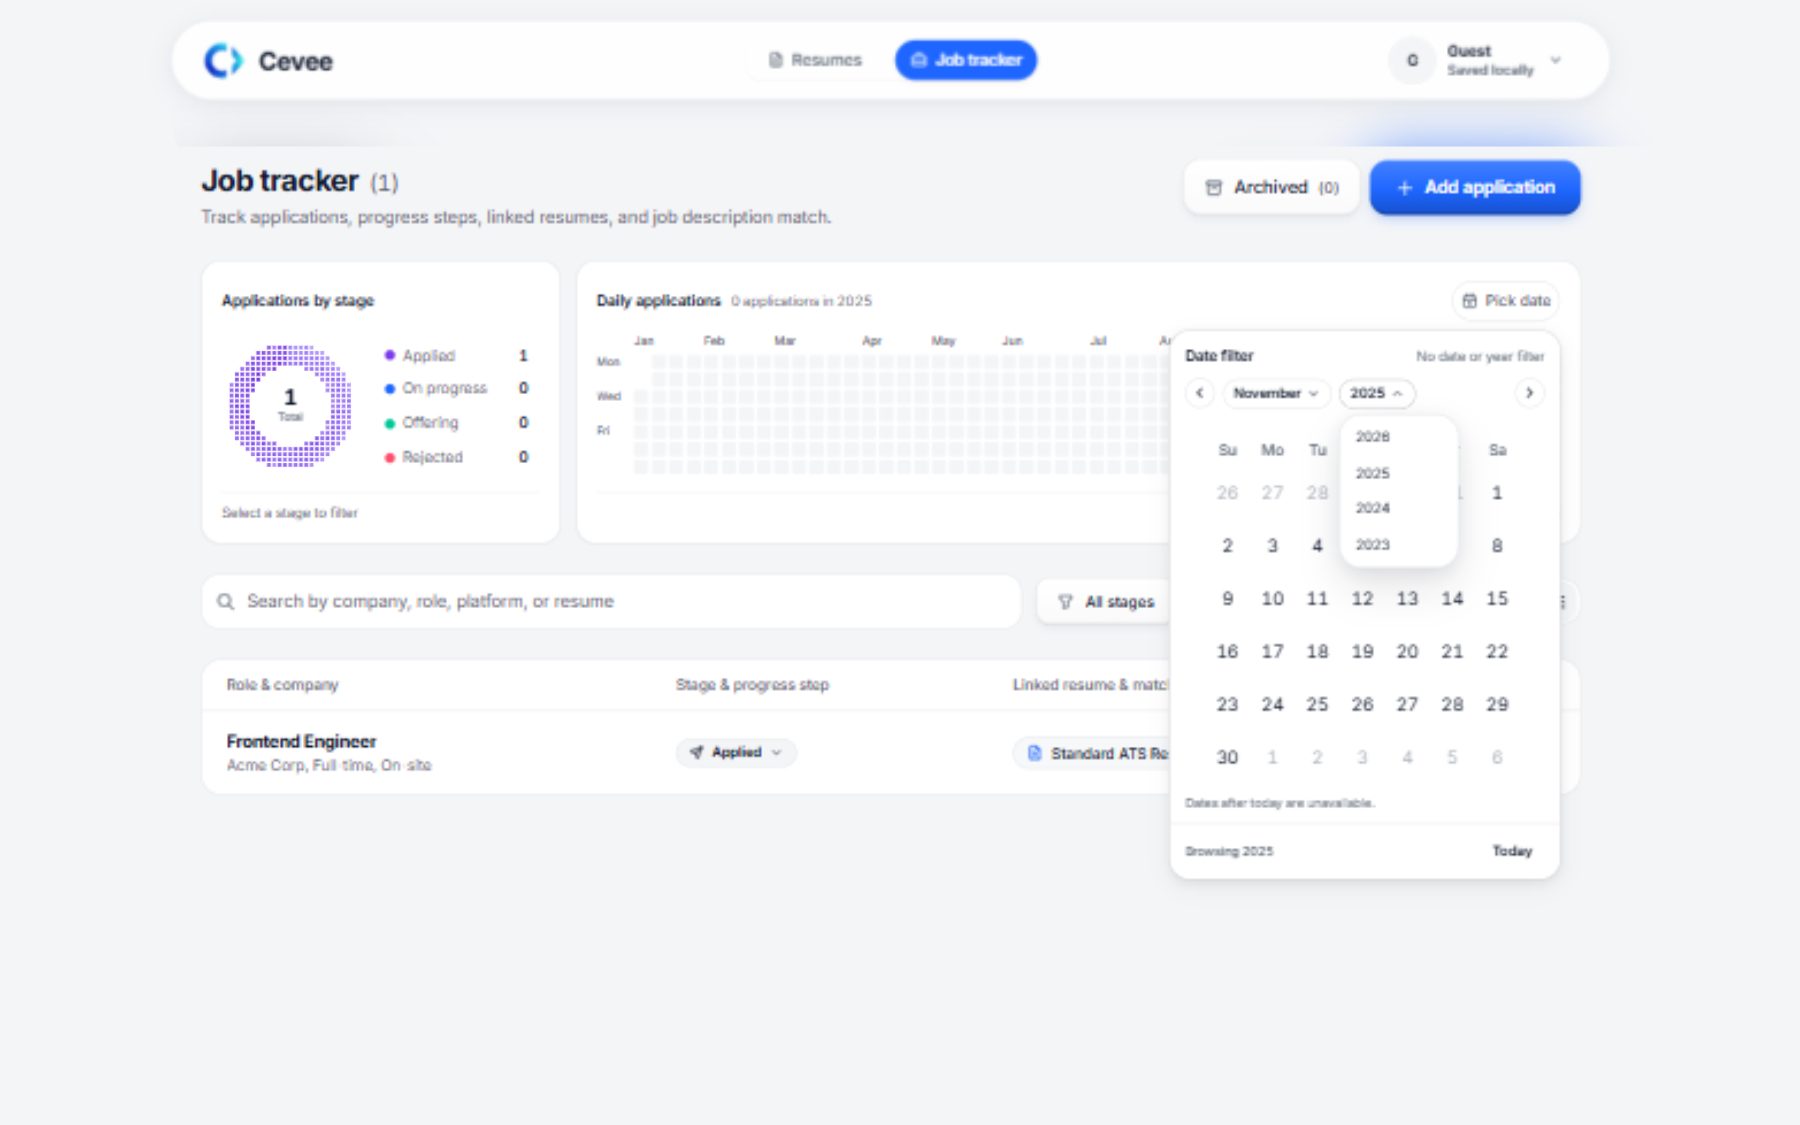 Cevee
Resumes
Job tracker
G
Guest
Saved locally
Job tracker (1)
Track applications, progress steps, linked resumes, and job description match.
Archived (0)
+ Add application
Applications by stage
1
Total
Applied 1
On progress 0
Offering 0
Rejected 0
Select a stage to filter
Daily applications 0 applications in 2025
Pick date
Jan Feb Mar Apr May Jun Jul
Mon
Wed
Fri
Date filter No date or year filter
November 2025
2026
2025
2024
2023
Su Mo Tu Sa
26 27 28 1
2 3 4 8
9 10 11 12 13 14 15
16 17 18 19 20 21 22
23 24 25 26 27 28 29
30 1 2 3 4 5 6
Dates after today are unavailable.
Browsing 2025 Today
Search by company, role, platform, or resume
All stages
Role & company Stage & progress step Linked resume &
Frontend Engineer
Acme Corp, Full-time, On-site
Applied
Standard ATS